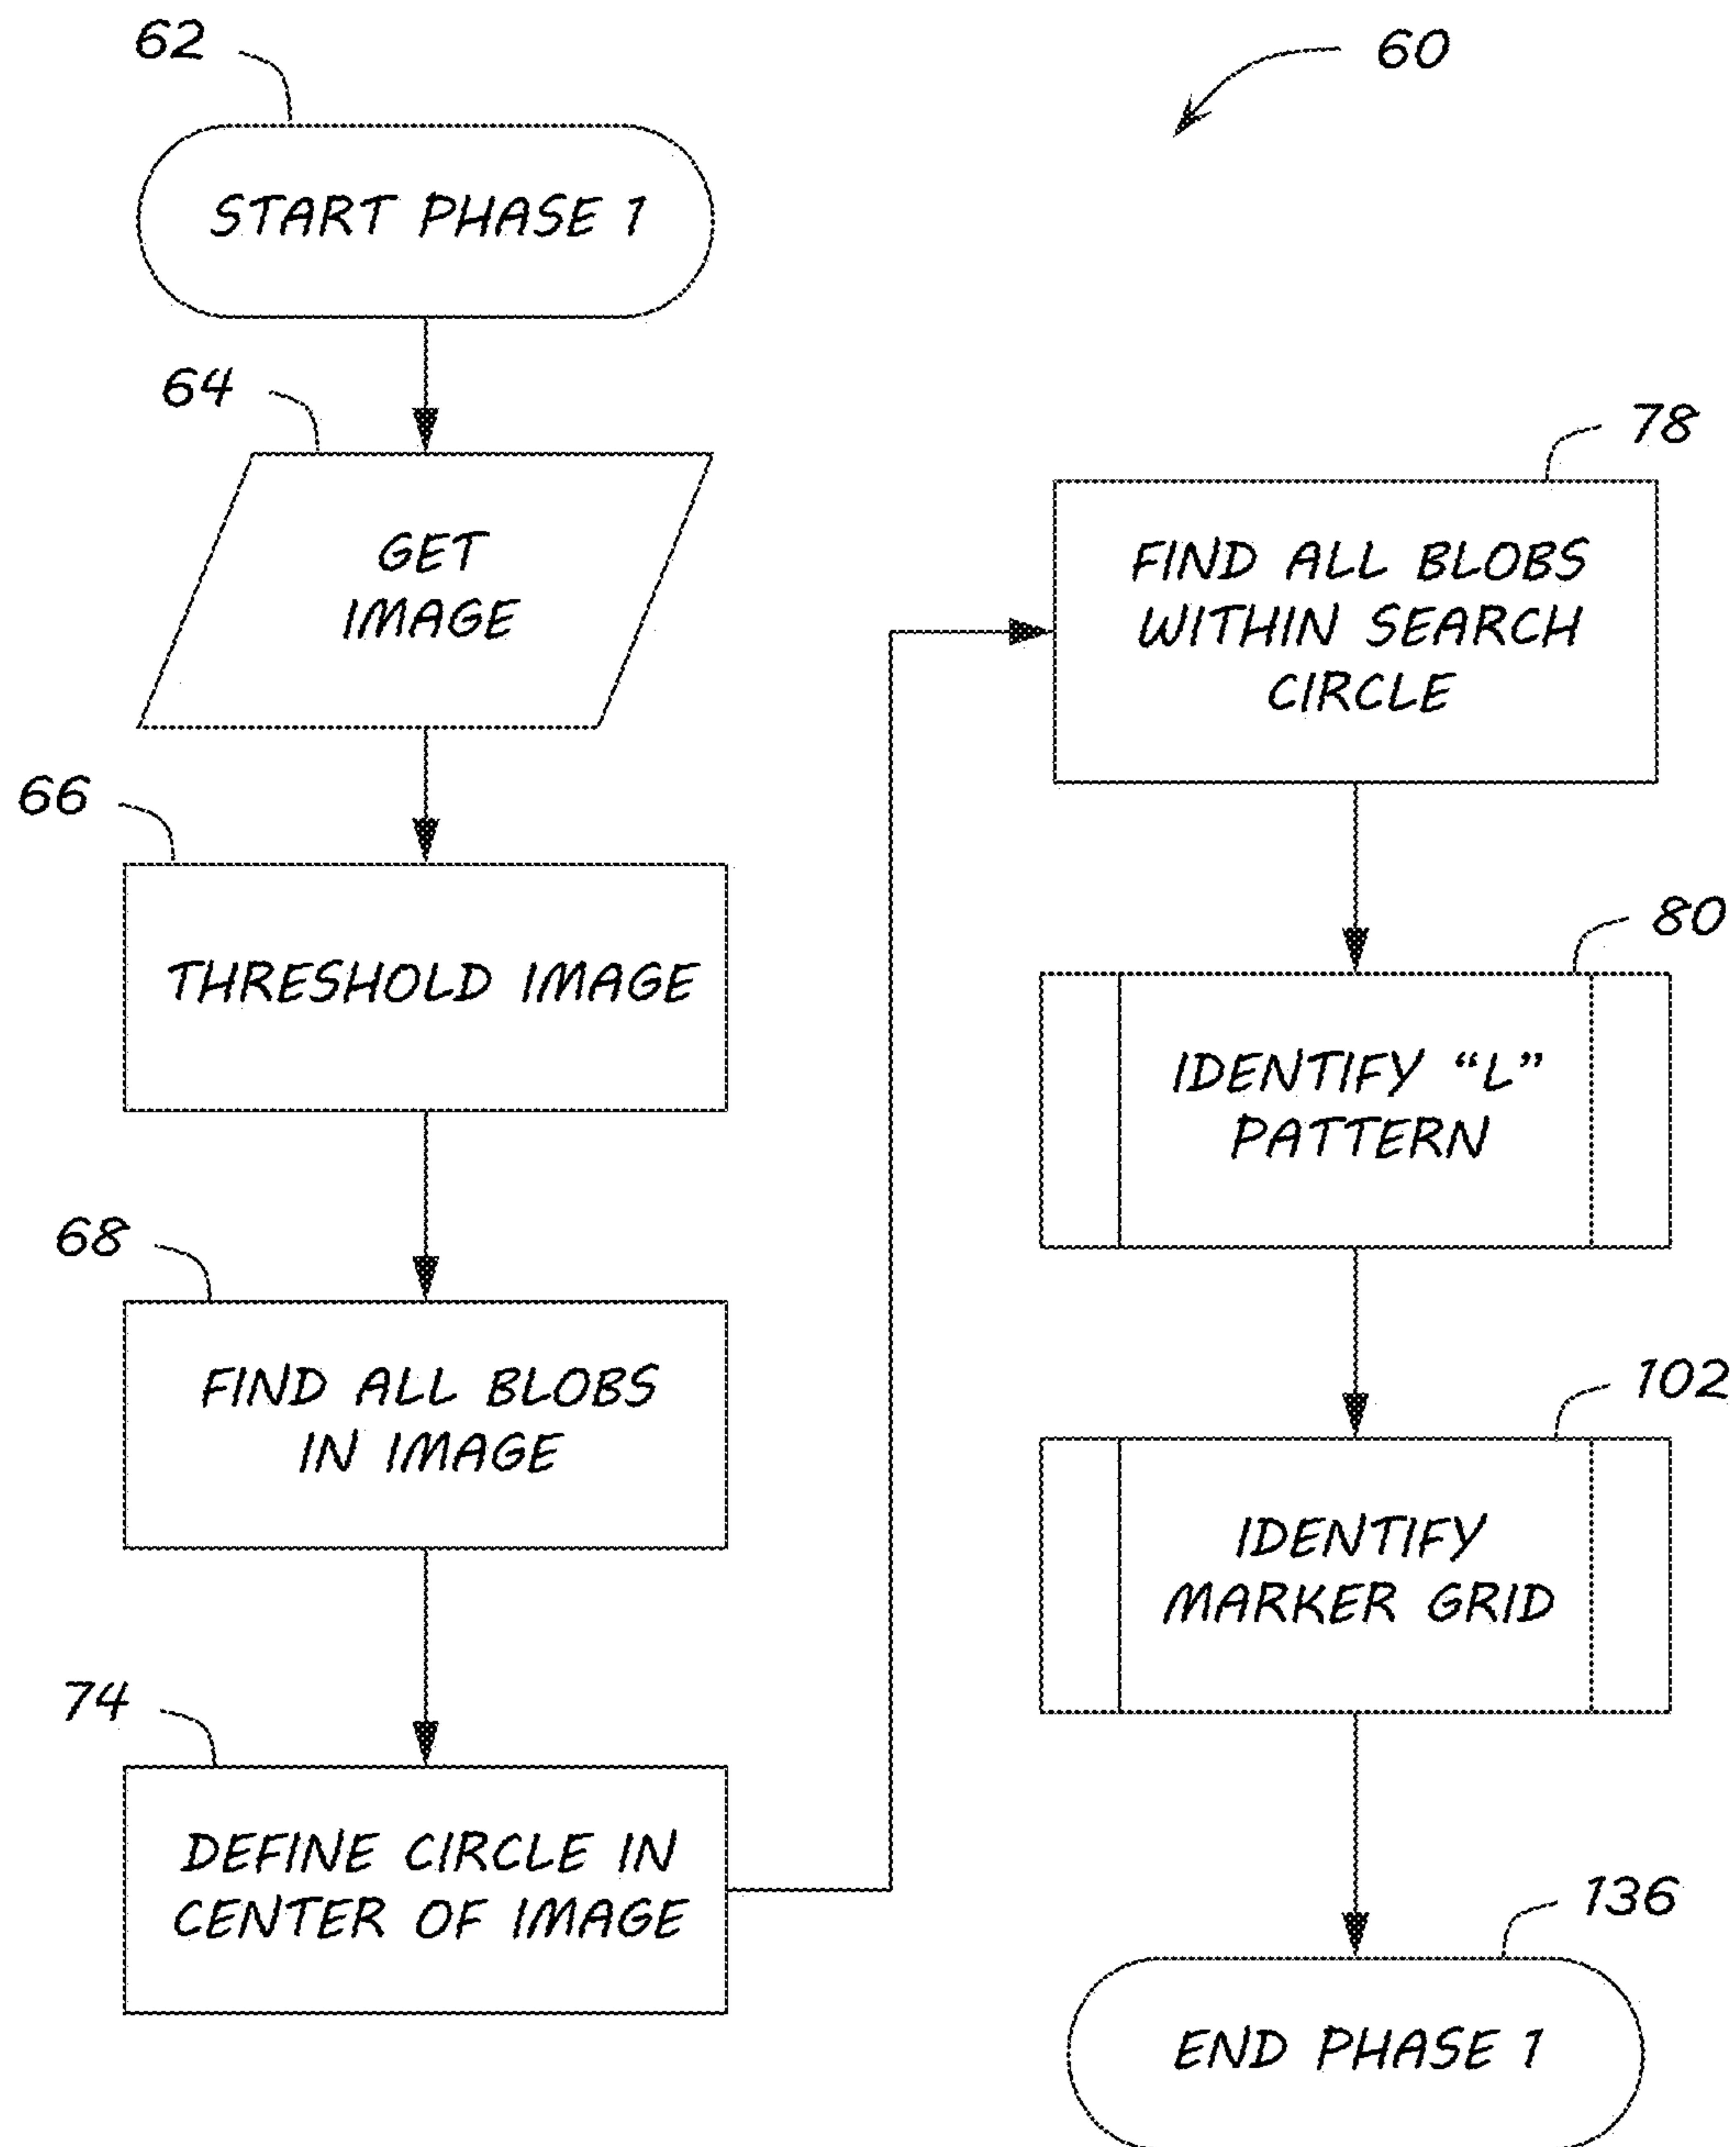 62
60
START PHASE 1
64
GET
IMAGE
66
THRESHOLD IMAGE
68
FIND ALL BLOBS
IN IMAGE
74
DEFINE CIRCLE IN
CENTER OF IMAGE
78
FIND ALL BLOBS
WITHIN SEARCH
CIRCLE
80
IDENTIFY “L”
PATTERN
102
IDENTIFY
MARKER GRID
136
END PHASE 1